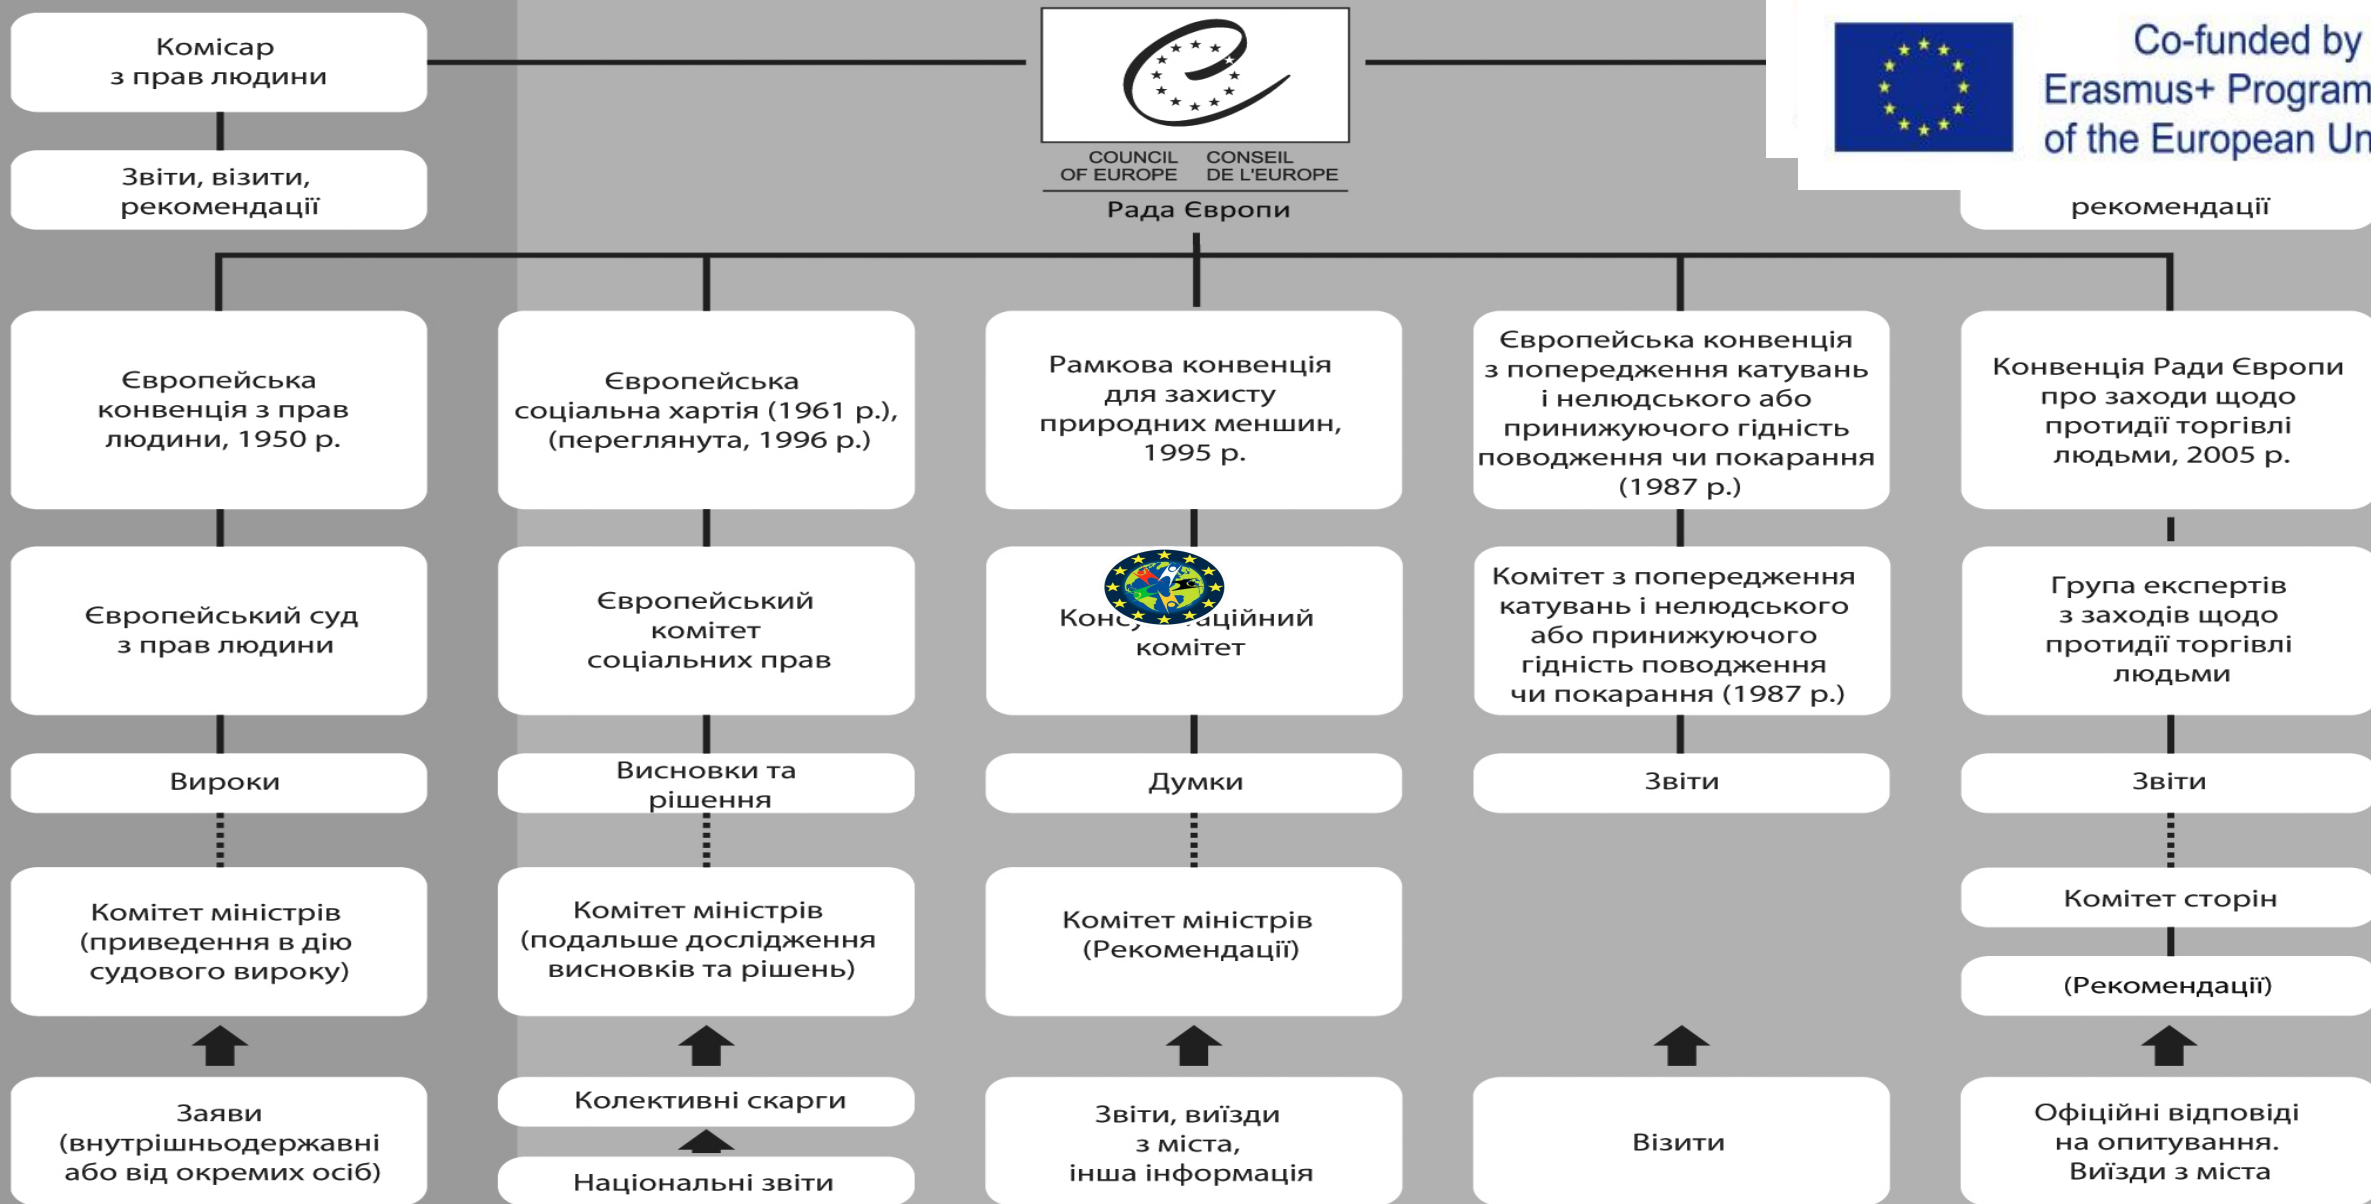 Комісар
з прав людини
Звіти, візити,
рекомендації
COUNCIL OF EUROPE
CONSEIL DE L'EUROPE
Рада Європи
Co-funded by
Erasmus+
of the European
рекомендації
Європейська
конвенція з прав
людини, 1950 р.
Європейська
соціальна хартія (1961 р.),
(переглянута, 1996 р.)
Рамкова конвенція
для захисту
природних меншин,
1995 р.
Європейська конвенція
з попередження катувань
і нелюдського або
принижуючого гідність
поводження чи покарання
(1987 р.)
Конвенція Ради Європи
про заходи щодо
протидії торгівлі
людьми, 2005 р.
Європейський суд
з прав людини
Європейський
комітет
соціальних прав
комітет
Комітет з попередження
катувань і нелюдського
або принижуючого
гідність поводження
чи покарання (1987 р.)
Група експертів
з заходів щодо
протидії торгівлі
людьми
Вироки
Висновки та
рішення
Думки
Звіти
Звіти
Комітет міністрів
(приведення в дію
судового вироку)
Комітет міністрів
(подальше дослідження
висновків та рішень)
Комітет міністрів
(Рекомендації)
Комітет сторін
(Рекомендації)
Заяви
(внутрішньодержавні
або від окремих осіб)
Колективні скарги
Національні звіти
Звіти, виїзди
з міста,
інша інформація
Візити
Офіційні відповіді
на опитування.
Виїзди з міста